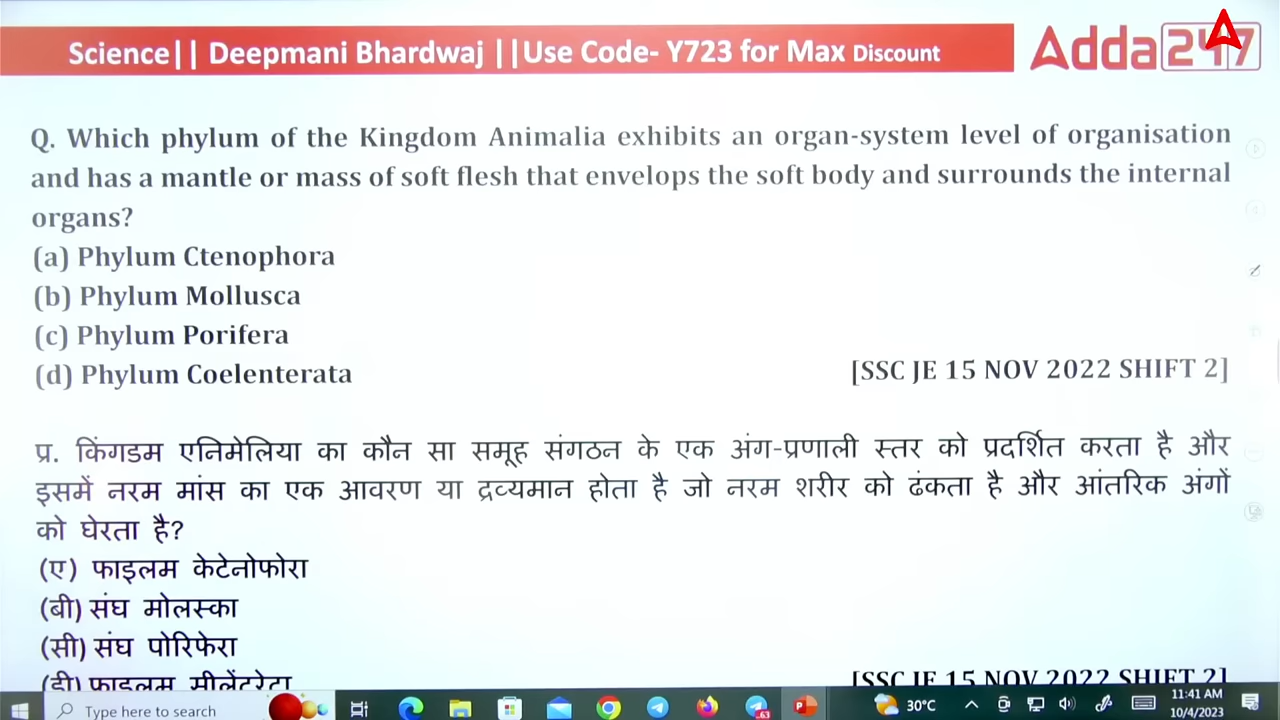 Science|| Deepmani Bhardwaj ||Use Code- Y723 for Max Discount
Adda 247
Q. Which phylum of the Kingdom Animalia exhibits an organ-system level of organisation
and has a mantle or mass of soft flesh that envelops the soft body and surrounds the internal
organs?
(a) Phylum Ctenophora
(b) Phylum Mollusca
(c) Phylum Porifera
(d) Phylum Coelenterata
[SSC JE 15 NOV 2022 SHIFT 2]
प्र. किंगडम एनिमेलिया का कौन सा समूह संगठन के एक अंग-प्रणाली स्तर को प्रदर्शित करता है और
इसमें नरम मांस का एक आवरण या द्रव्यमान होता है जो नरम शरीर को ढंकता है और आंतरिक अंगों
को घेरता है?
(ए) फाइलम केटेनोफोरा
(बी) संघ मोलस्का
(सी) संघ पोरिफेरा
(डी) फाइलम सीलेंटरेटा
[SSC JE 15 NOV 2022 SHIFT 2]
Type here to search
63
30°C
11:41 AM
10/4/2023